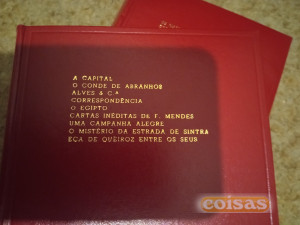 A CAPITAL
O CONDE DE ABRANHOS
ALVES & C.ª
CORRESPONDÊNCIA
O EGIPTO
CARTAS INÉDITAS DE F. MENDES
UMA CAMPANHA ALEGRE
O MISTÉRIO DA ESTRADA DE SINTRA
EÇA DE QUEIROZ ENTRE OS SEUS
coisas